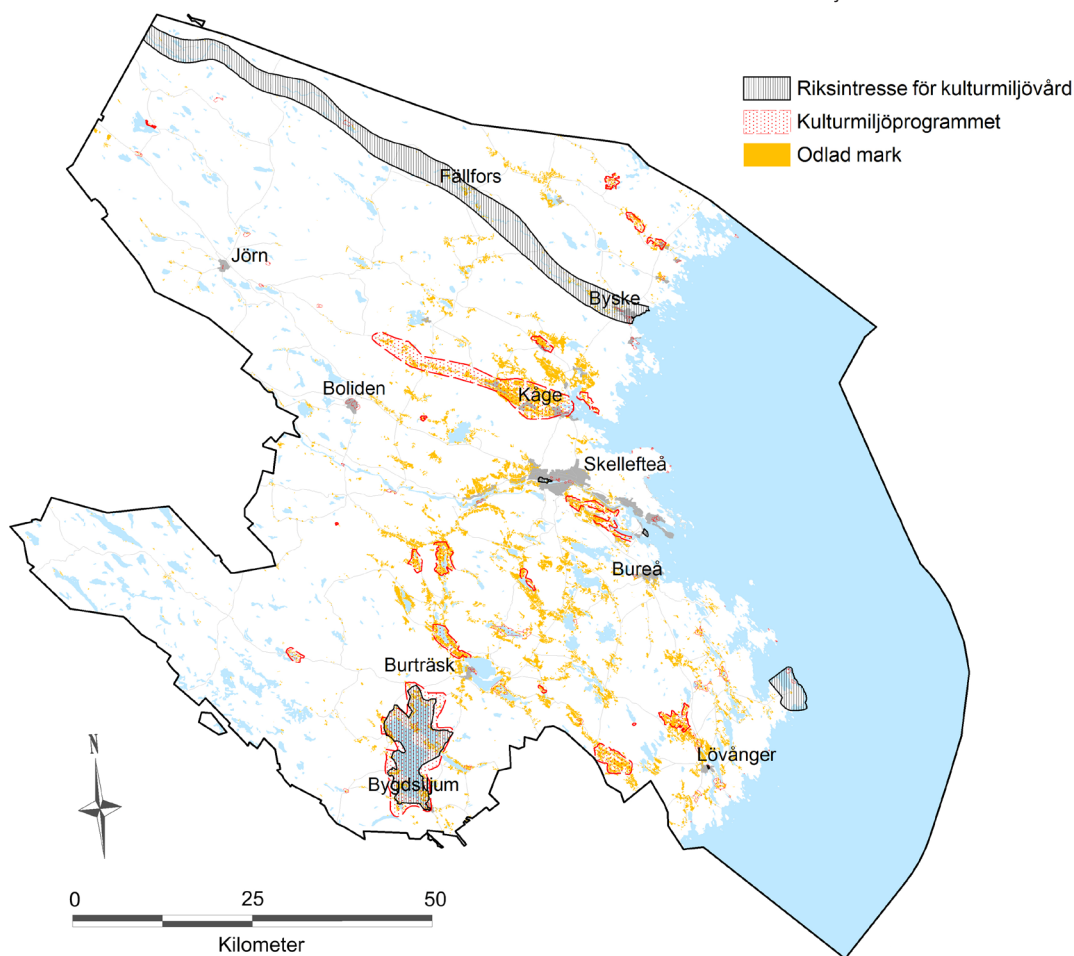 Riksintresse för kulturmiljövård
Kulturmiljöprogrammet
Odlad mark
Fällfors
Jörn
Byske
Boliden
Kåge
Skellefteå
Bureå
Burträsk
Lövånger
Bygdsiljum
N
0 25 50
Kilometer